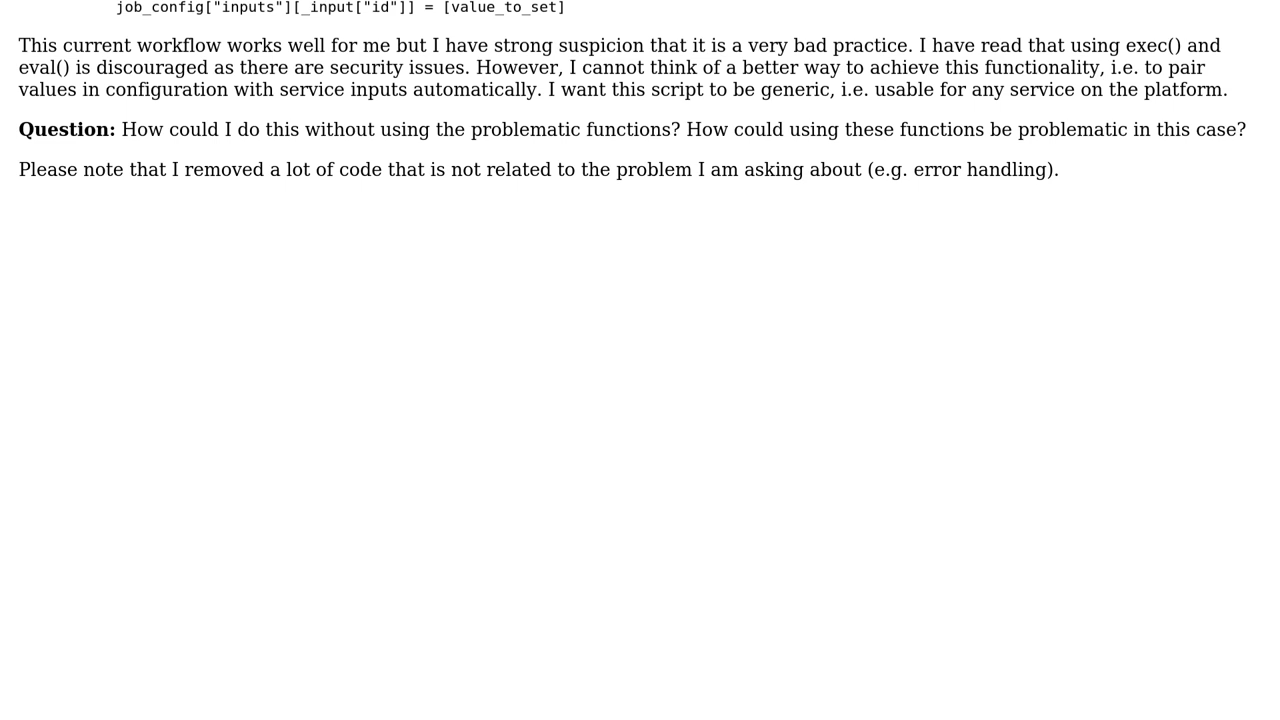 job_config["inputs"][_input["id"]] = [value_to_set]
This current workflow works well for me but I have strong suspicion that it is a very bad practice. I have read that using exec() and
eval() is discouraged as there are security issues. However, I cannot think of a better way to achieve this functionality, i.e. to pair
values in configuration with service inputs automatically. I want this script to be generic, i.e. usable for any service on the platform.
Question: How could I do this without using the problematic functions? How could using these functions be problematic in this case?
Please note that I removed a lot of code that is not related to the problem I am asking about (e.g. error handling).